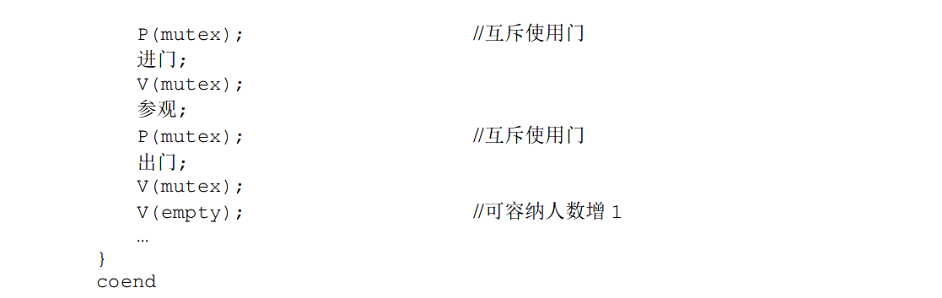 P(mutex); //互斥使用门
进门;
V(mutex);
参观;
P(mutex); //互斥使用门
出门;
V(mutex);
V(empty); //可容纳人数增 1
…
}
coend